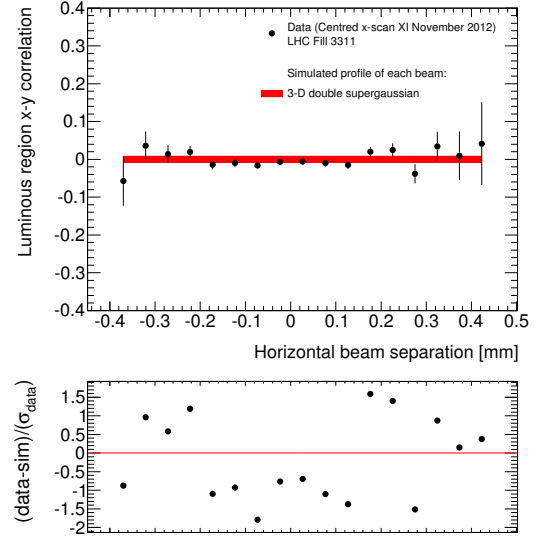 Data (Centred x-scan XI November 2012)
LHC Fill 3311
Simulated profile of each beam:
3-D double supergaussian
Luminous region x-y correlation
0.4
0.3
0.2
0.1
0
-0.1
-0.2
-0.3
-0.4
-0.4 -0.3 -0.2 -0.1 0 0.1 0.2 0.3 0.4 0.5
Horizontal beam separation [mm]
(data-sim)/(σdata)
1.5
1
0.5
0
-0.5
-1
-1.5
-2